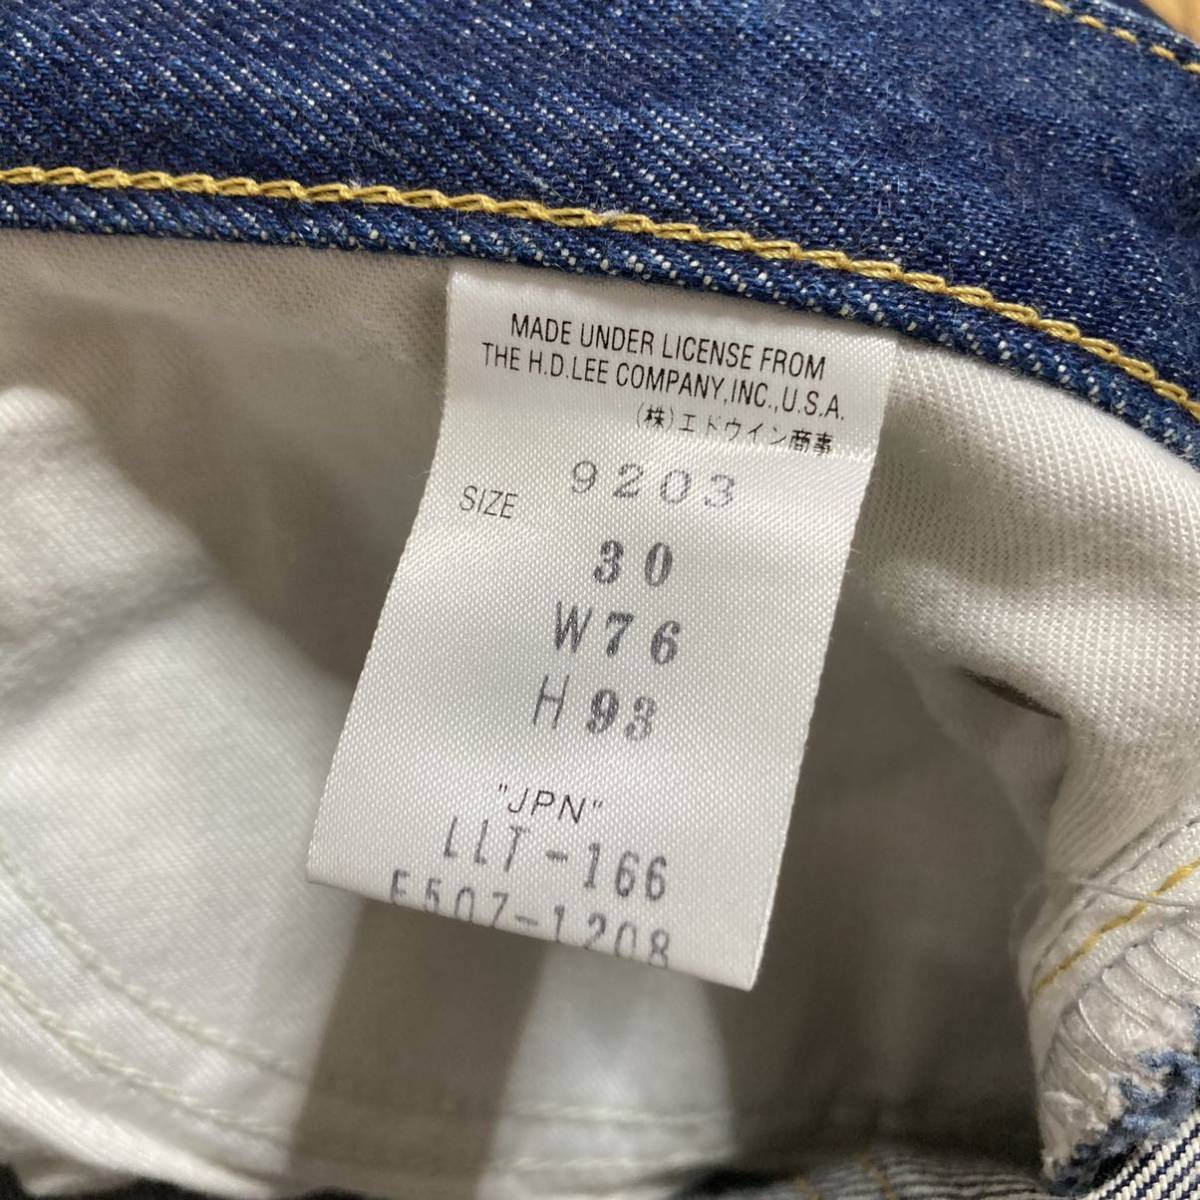 MADE UNDER LICENSE FROM
THE H.D.LEE COMPANY,INC.,U.S.A.
(株)エドウイン商事
9203
SIZE
30
W76
H93
"JPN"
LLT-166
F507-1208